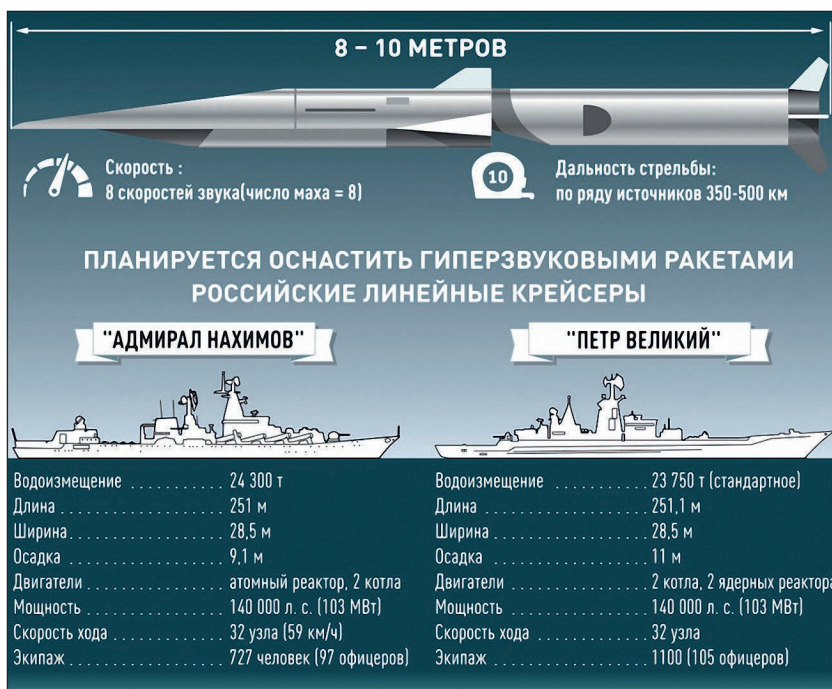 8 – 10 МЕТРОВ
Скорость :
8 скоростей звука(число маха = 8)
10
Дальность стрельбы:
по ряду источников 350-500 км
ПЛАНИРУЕТСЯ ОСНАСТИТЬ ГИПЕРЗВУКОВЫМИ РАКЕТАМИ
РОССИЙСКИЕ ЛИНЕЙНЫЕ КРЕЙСЕРЫ
"АДМИРАЛ НАХИМОВ"
Водоизмещение ........... 24 300 т
Длина ........... 251 м
Ширина ........... 28,5 м
Осадка ........... 9,1 м
Двигатели ........... атомный реактор, 2 котла
Мощность ........... 140 000 л. с. (103 МВт)
Скорость хода ........... 32 узла (59 км/ч)
Экипаж ........... 727 человек (97 офицеров)
"ПЕТР ВЕЛИКИЙ"
Водоизмещение ........... 23 750 т (стандартное)
Длина ........... 251,1 м
Ширина ........... 28,5 м
Осадка ........... 11 м
Двигатели ........... 2 котла, 2 ядерных реактора
Мощность ........... 140 000 л. с. (103 МВт)
Скорость хода ........... 32 узла
Экипаж ........... 1100 (105 офицеров)